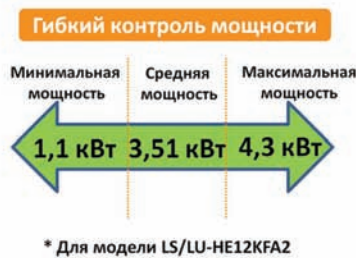 Гибкий контроль мощности
Минимальная мощность
Средняя мощность
Максимальная мощность
1,1 кВт 3,51 кВт 4,3 кВт
* Для модели LS/LU-HE12KFA2